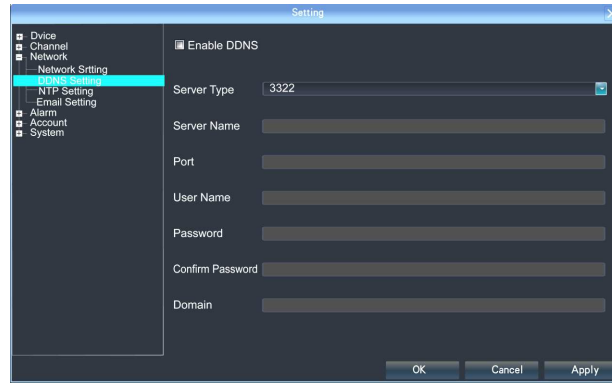 Setting
Dvice
Channel
Network
Network Srtting
DDNS Setting
NTP Setting
Email Setting
Alarm
Account
System
Enable DDNS
Server Type 3322
Server Name
Port
User Name
Password
Confirm Password
Domain
OK Cancel Apply